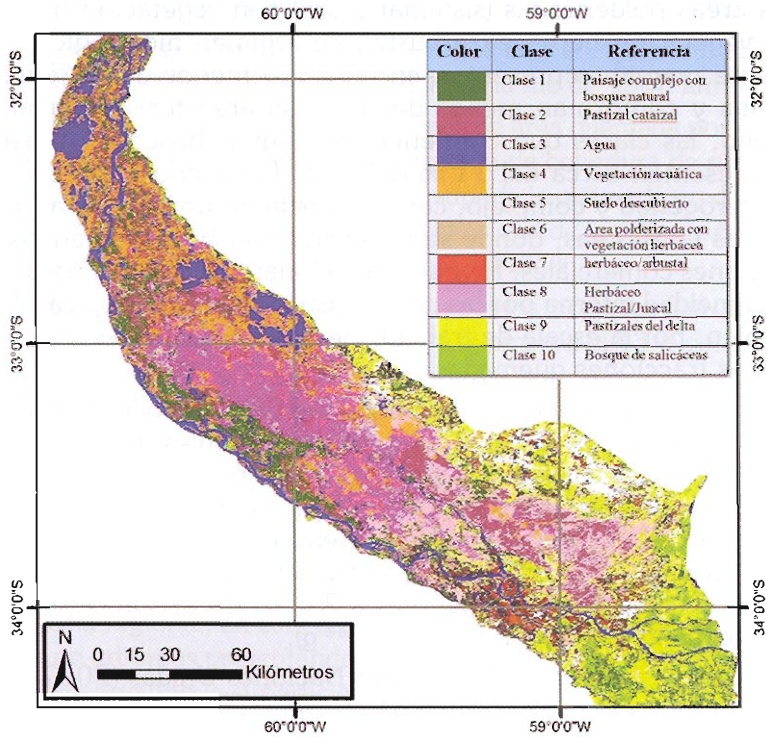 60°0'0"W 59°0'0"W
32°0'0"S 32°0'0"S
Color Clase Referencia
Clase 1 Paisaje complejo con
bosque natural
Clase 2 Pastizal cataizal
Clase 3 Agua
Clase 4 Vegetación acuática
Clase 5 Suelo descubierto
Clase 6 Area polderizada con
vegetación herbácea
Clase 7 herbáceo/arbustal
Clase 8 Herbáceo
Pastizal/Juncal
Clase 9 Pastizales del delta
Clase 10 Bosque de salicáceas
33°0'0"S 33°0'0"S
34°0'0"S 34°0'0"S
N
0 15 30 60
Kilómetros
60°0'0"W 59°0'0"W